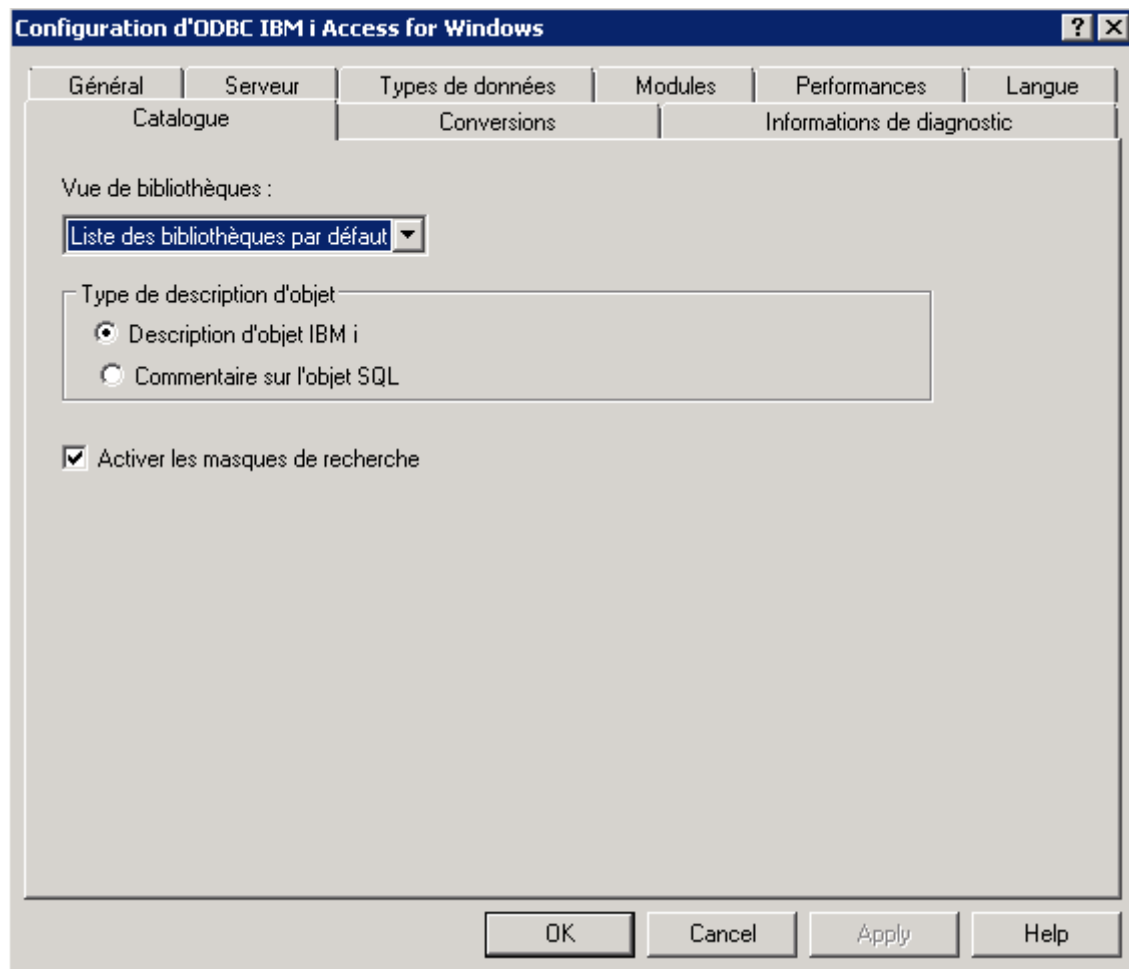 Configuration d'ODBC IBM i Access for Windows
Général Serveur Types de données Modules Performances Langue
Catalogue Conversions Informations de diagnostic
Vue de bibliothèques :
Liste des bibliothèques par défaut
Type de description d'objet
Description d'objet IBM i
Commentaire sur l'objet SQL
Activer les masques de recherche
OK Cancel Apply Help